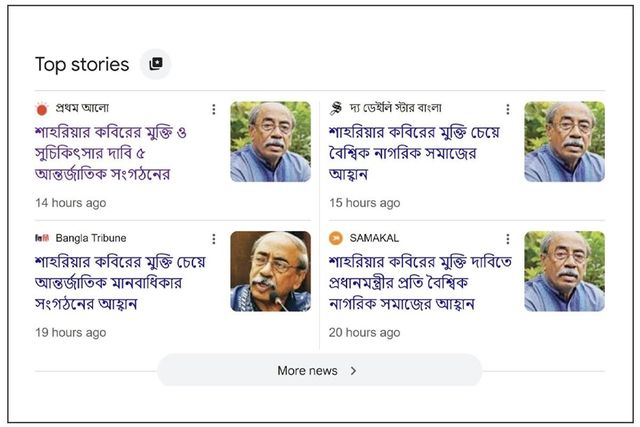 Top stories
প্রথম আলো
শাহরিয়ার কবিরের মুক্তি ও
সুচিকিৎসার দাবি ৫
আন্তর্জাতিক সংগঠনের
14 hours ago
দ্য ডেইলি স্টার বাংলা
শাহরিয়ার কবিরের মুক্তি চেয়ে
বৈশ্বিক নাগরিক সমাজের
আহ্বান
15 hours ago
Bangla Tribune
শাহরিয়ার কবিরের মুক্তি চেয়ে
আন্তর্জাতিক মানবাধিকার
সংগঠনের আহ্বান
19 hours ago
SAMAKAL
শাহরিয়ার কবিরের মুক্তি দাবিতে
প্রধানমন্ত্রীর প্রতি বৈশ্বিক
নাগরিক সমাজের আহ্বান
20 hours ago
More news